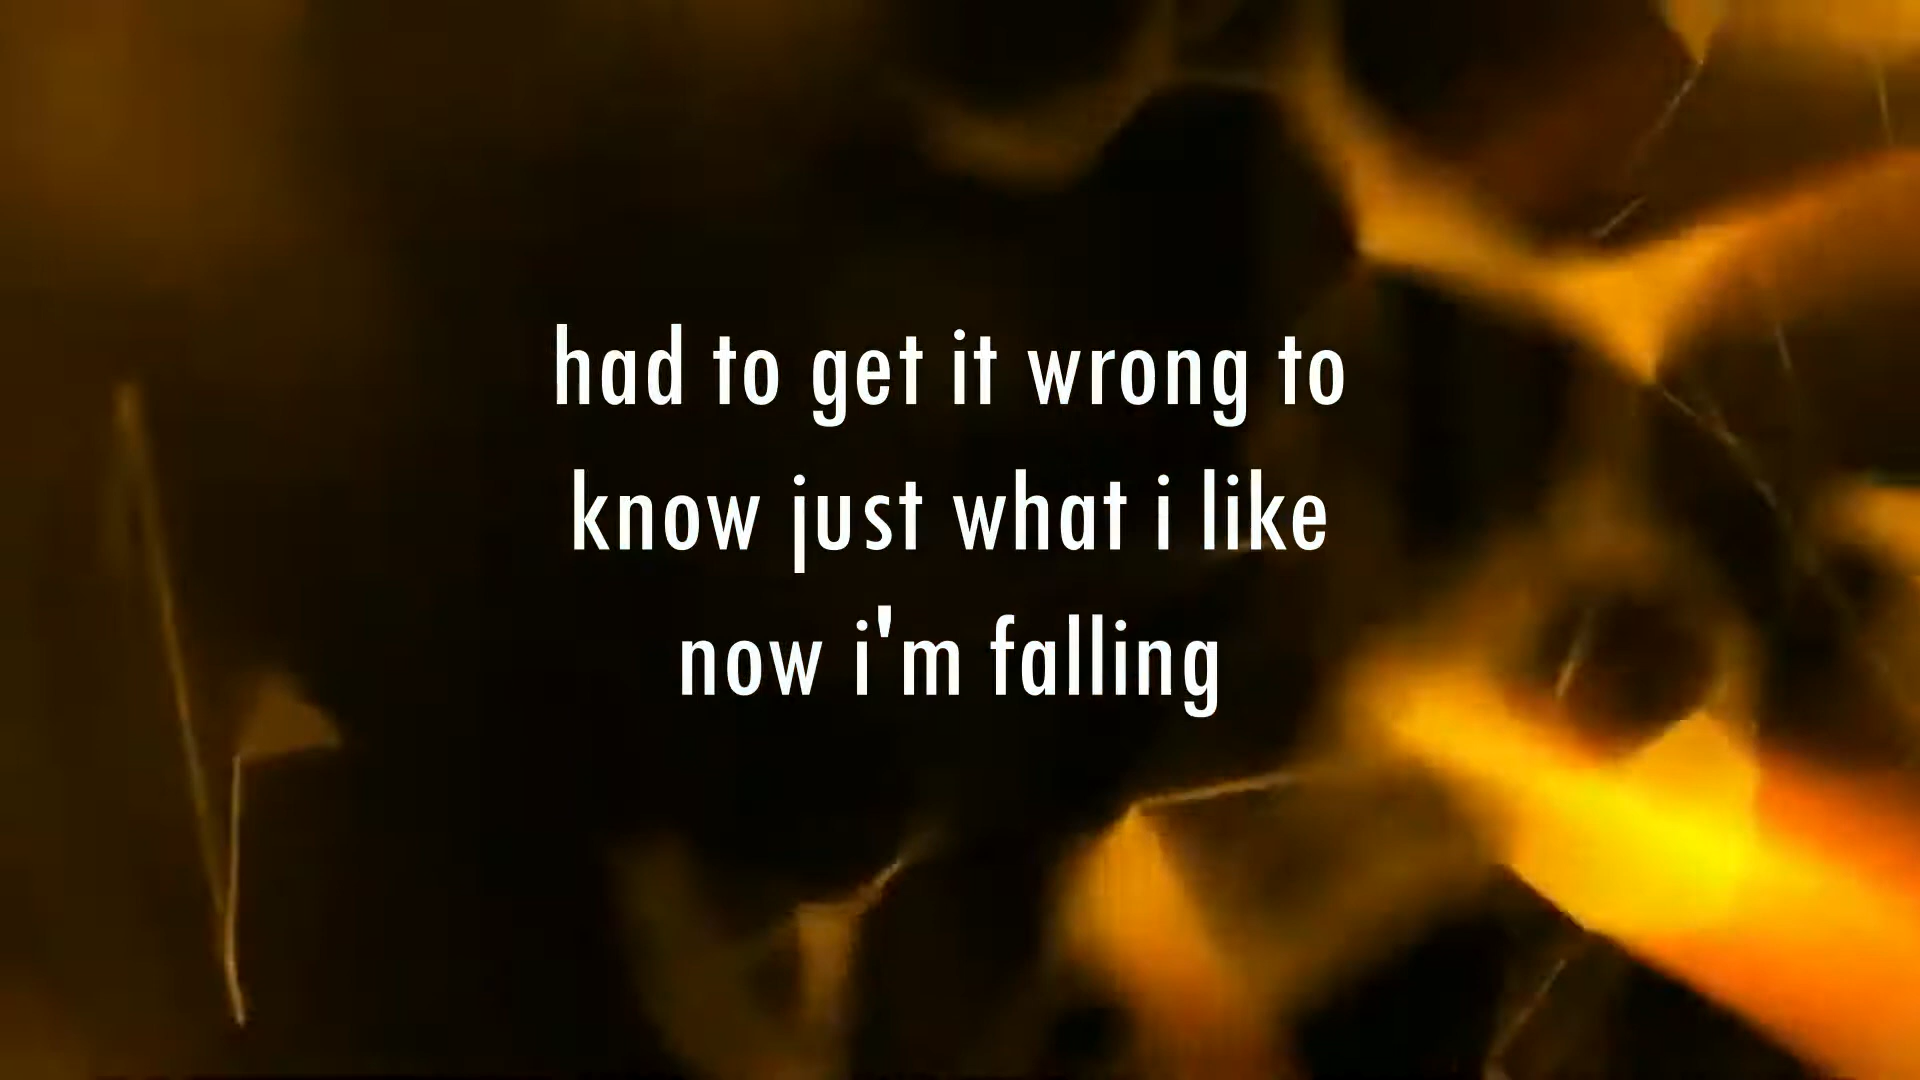 had to get it wrong to
know just what i like
now i'm falling